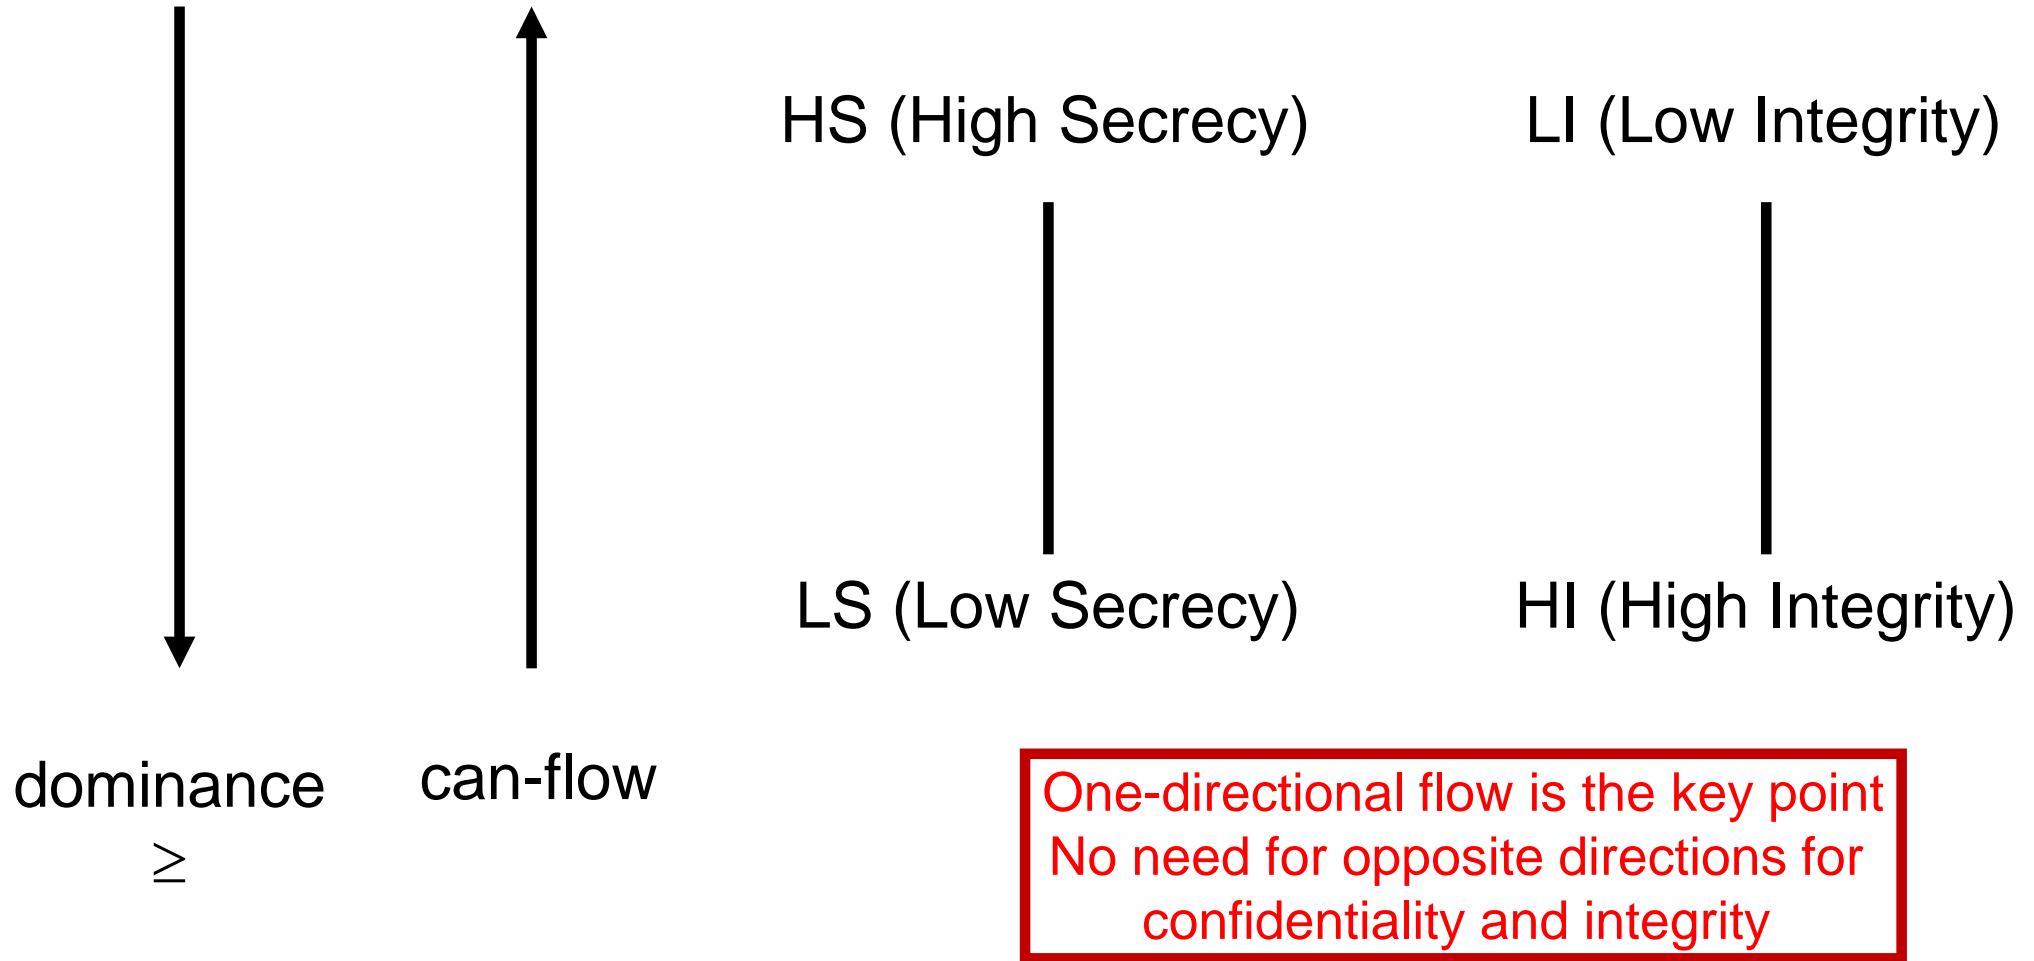 HS (High Secrecy)
LI (Low Integrity)
LS (Low Secrecy)
HI (High Integrity)
dominance
≥
can-flow
One-directional flow is the key point
No need for opposite directions for
confidentiality and integrity